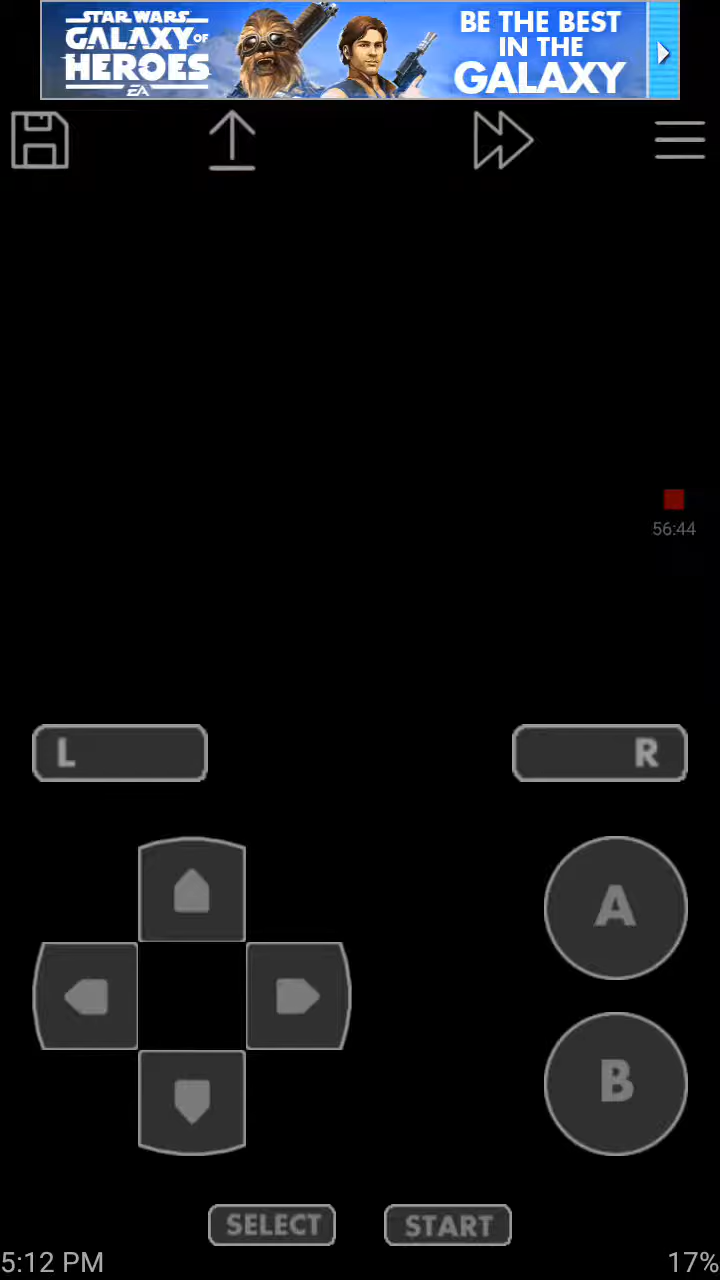 STAR WARS
GALAXY OF
HEROES
EA
BE THE BEST
IN THE
GALAXY
56:44
L
R
A
B
SELECT
START
5:12 PM
17%